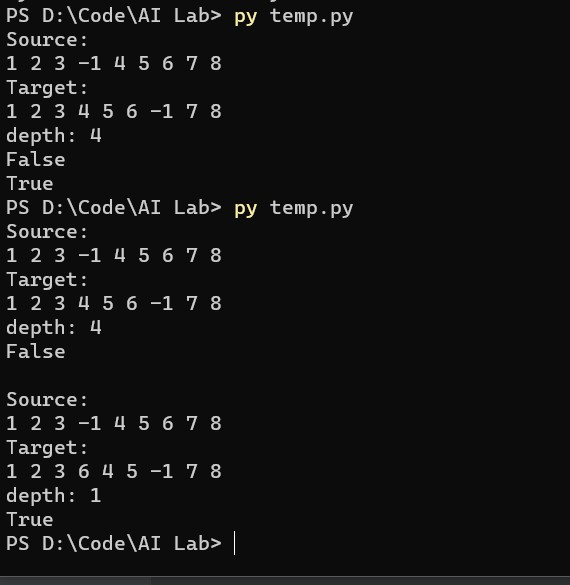 PS D:\Code\AI Lab> py temp.py
Source:
1 2 3 -1 4 5 6 7 8
Target:
1 2 3 4 5 6 -1 7 8
depth: 4
False
True
PS D:\Code\AI Lab> py temp.py
Source:
1 2 3 -1 4 5 6 7 8
Target:
1 2 3 4 5 6 -1 7 8
depth: 4
False
Source:
1 2 3 -1 4 5 6 7 8
Target:
1 2 3 6 4 5 -1 7 8
depth: 1
True
PS D:\Code\AI Lab>